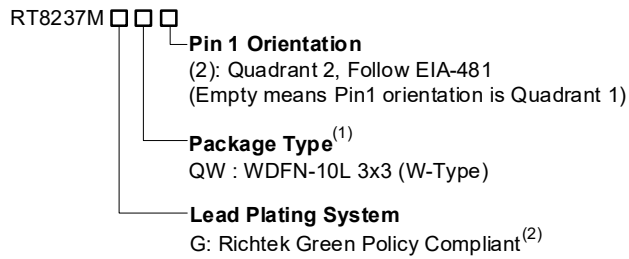 RT8237M □ □ □
Pin 1 Orientation
(2): Quadrant 2, Follow EIA-481
(Empty means Pin1 orientation is Quadrant 1)
Package Type(1)
QW : WDFN-10L 3x3 (W-Type)
Lead Plating System
G: Richtek Green Policy Compliant(2)